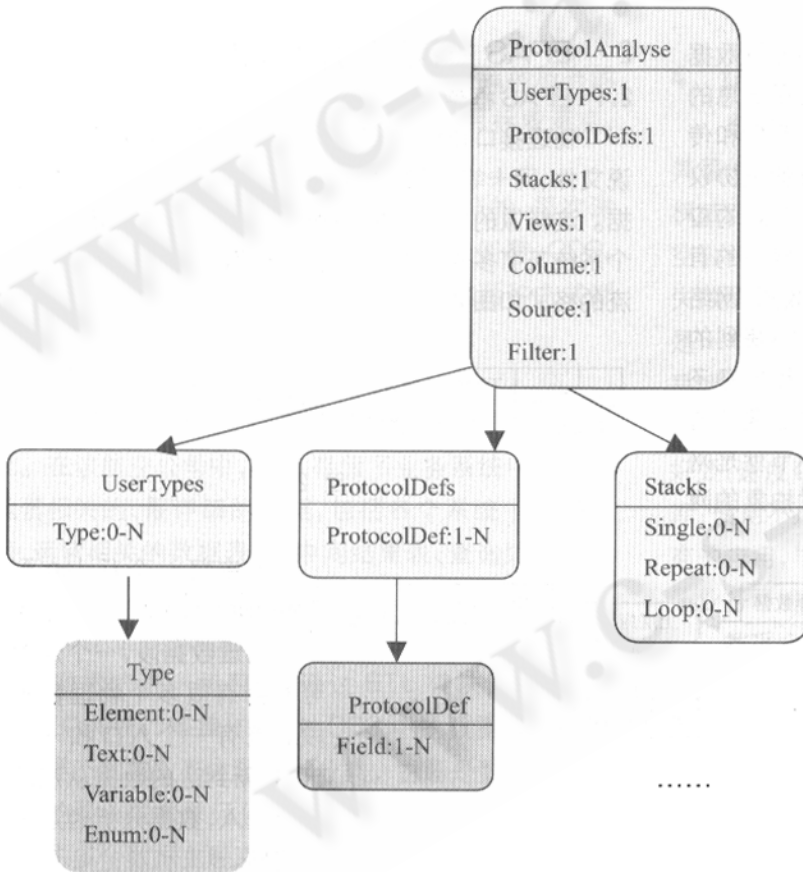 ProtocolAnalyse
UserTypes:1
ProtocolDefs:1
Stacks:1
Views:1
Colume:1
Source:1
Filter:1
UserTypes
Type:0-N
ProtocolDefs
ProtocolDef:1-N
Stacks
Single:0-N
Repeat:0-N
Loop:0-N
Type
Element:0-N
Text:0-N
Variable:0-N
Enum:0-N
ProtocolDef
Field:1-N
......
www.c-s-a.
www.c-s-